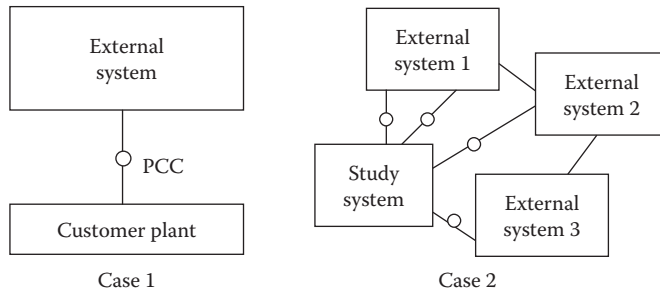 External
system
PCC
Customer plant
Case 1
External
system 1
External
system 2
Study
system
External
system 3
Case 2